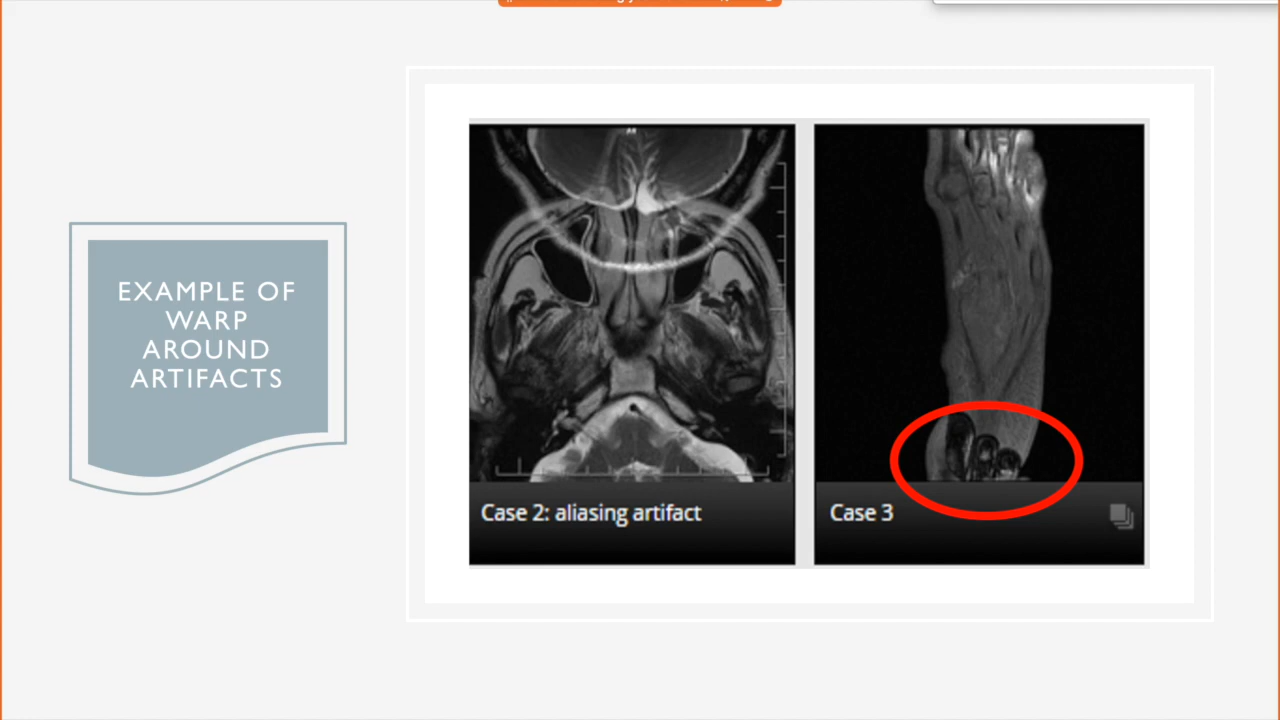 EXAMPLE OF
WARP
AROUND
ARTIFACTS
Case 2: aliasing artifact
Case 3